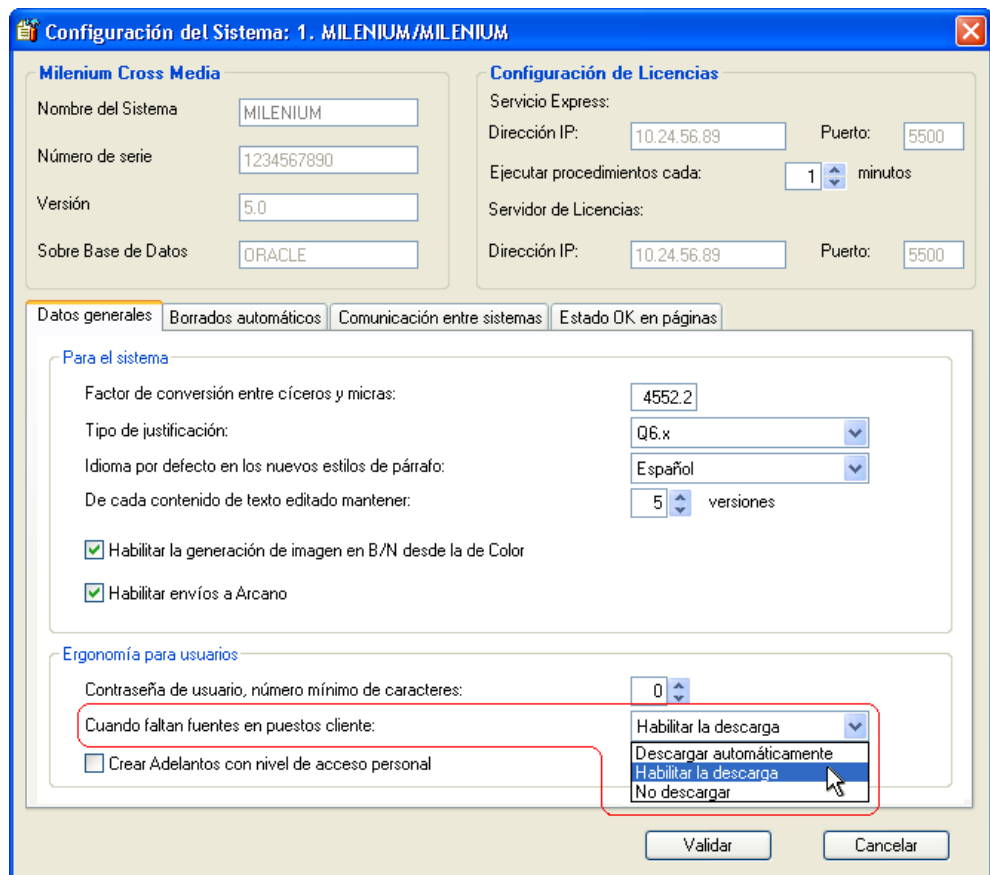 Configuración del Sistema: 1. MILENIUM/MILENIUM
Milenium Cross Media
Nombre del Sistema MILENIUM
Número de serie 1234567890
Versión 5.0
Sobre Base de Datos ORACLE
Configuración de Licencias
Servicio Express:
Dirección IP: 10.24.56.89 Puerto: 5500
Ejecutar procedimientos cada: 1 minutos
Servidor de Licencias:
Dirección IP: 10.24.56.89 Puerto: 5500
Datos generales Borrados automáticos Comunicación entre sistemas Estado OK en páginas
Para el sistema
Factor de conversión entre cíceros y micras: 4552.2
Tipo de justificación: Q6.x
Idioma por defecto en los nuevos estilos de párrafo: Español
De cada contenido de texto editado mantener: 5 versiones
Habilitar la generación de imagen en B/N desde la de Color
Habilitar envíos a Arcano
Ergonomía para usuarios
Contraseña de usuario, número mínimo de caracteres: 0
Cuando faltan fuentes en puestos cliente: Habilitar la descarga
Descargar automáticamente
Habilitar la descarga
No descargar
Crear Adelantos con nivel de acceso personal
Validar Cancelar